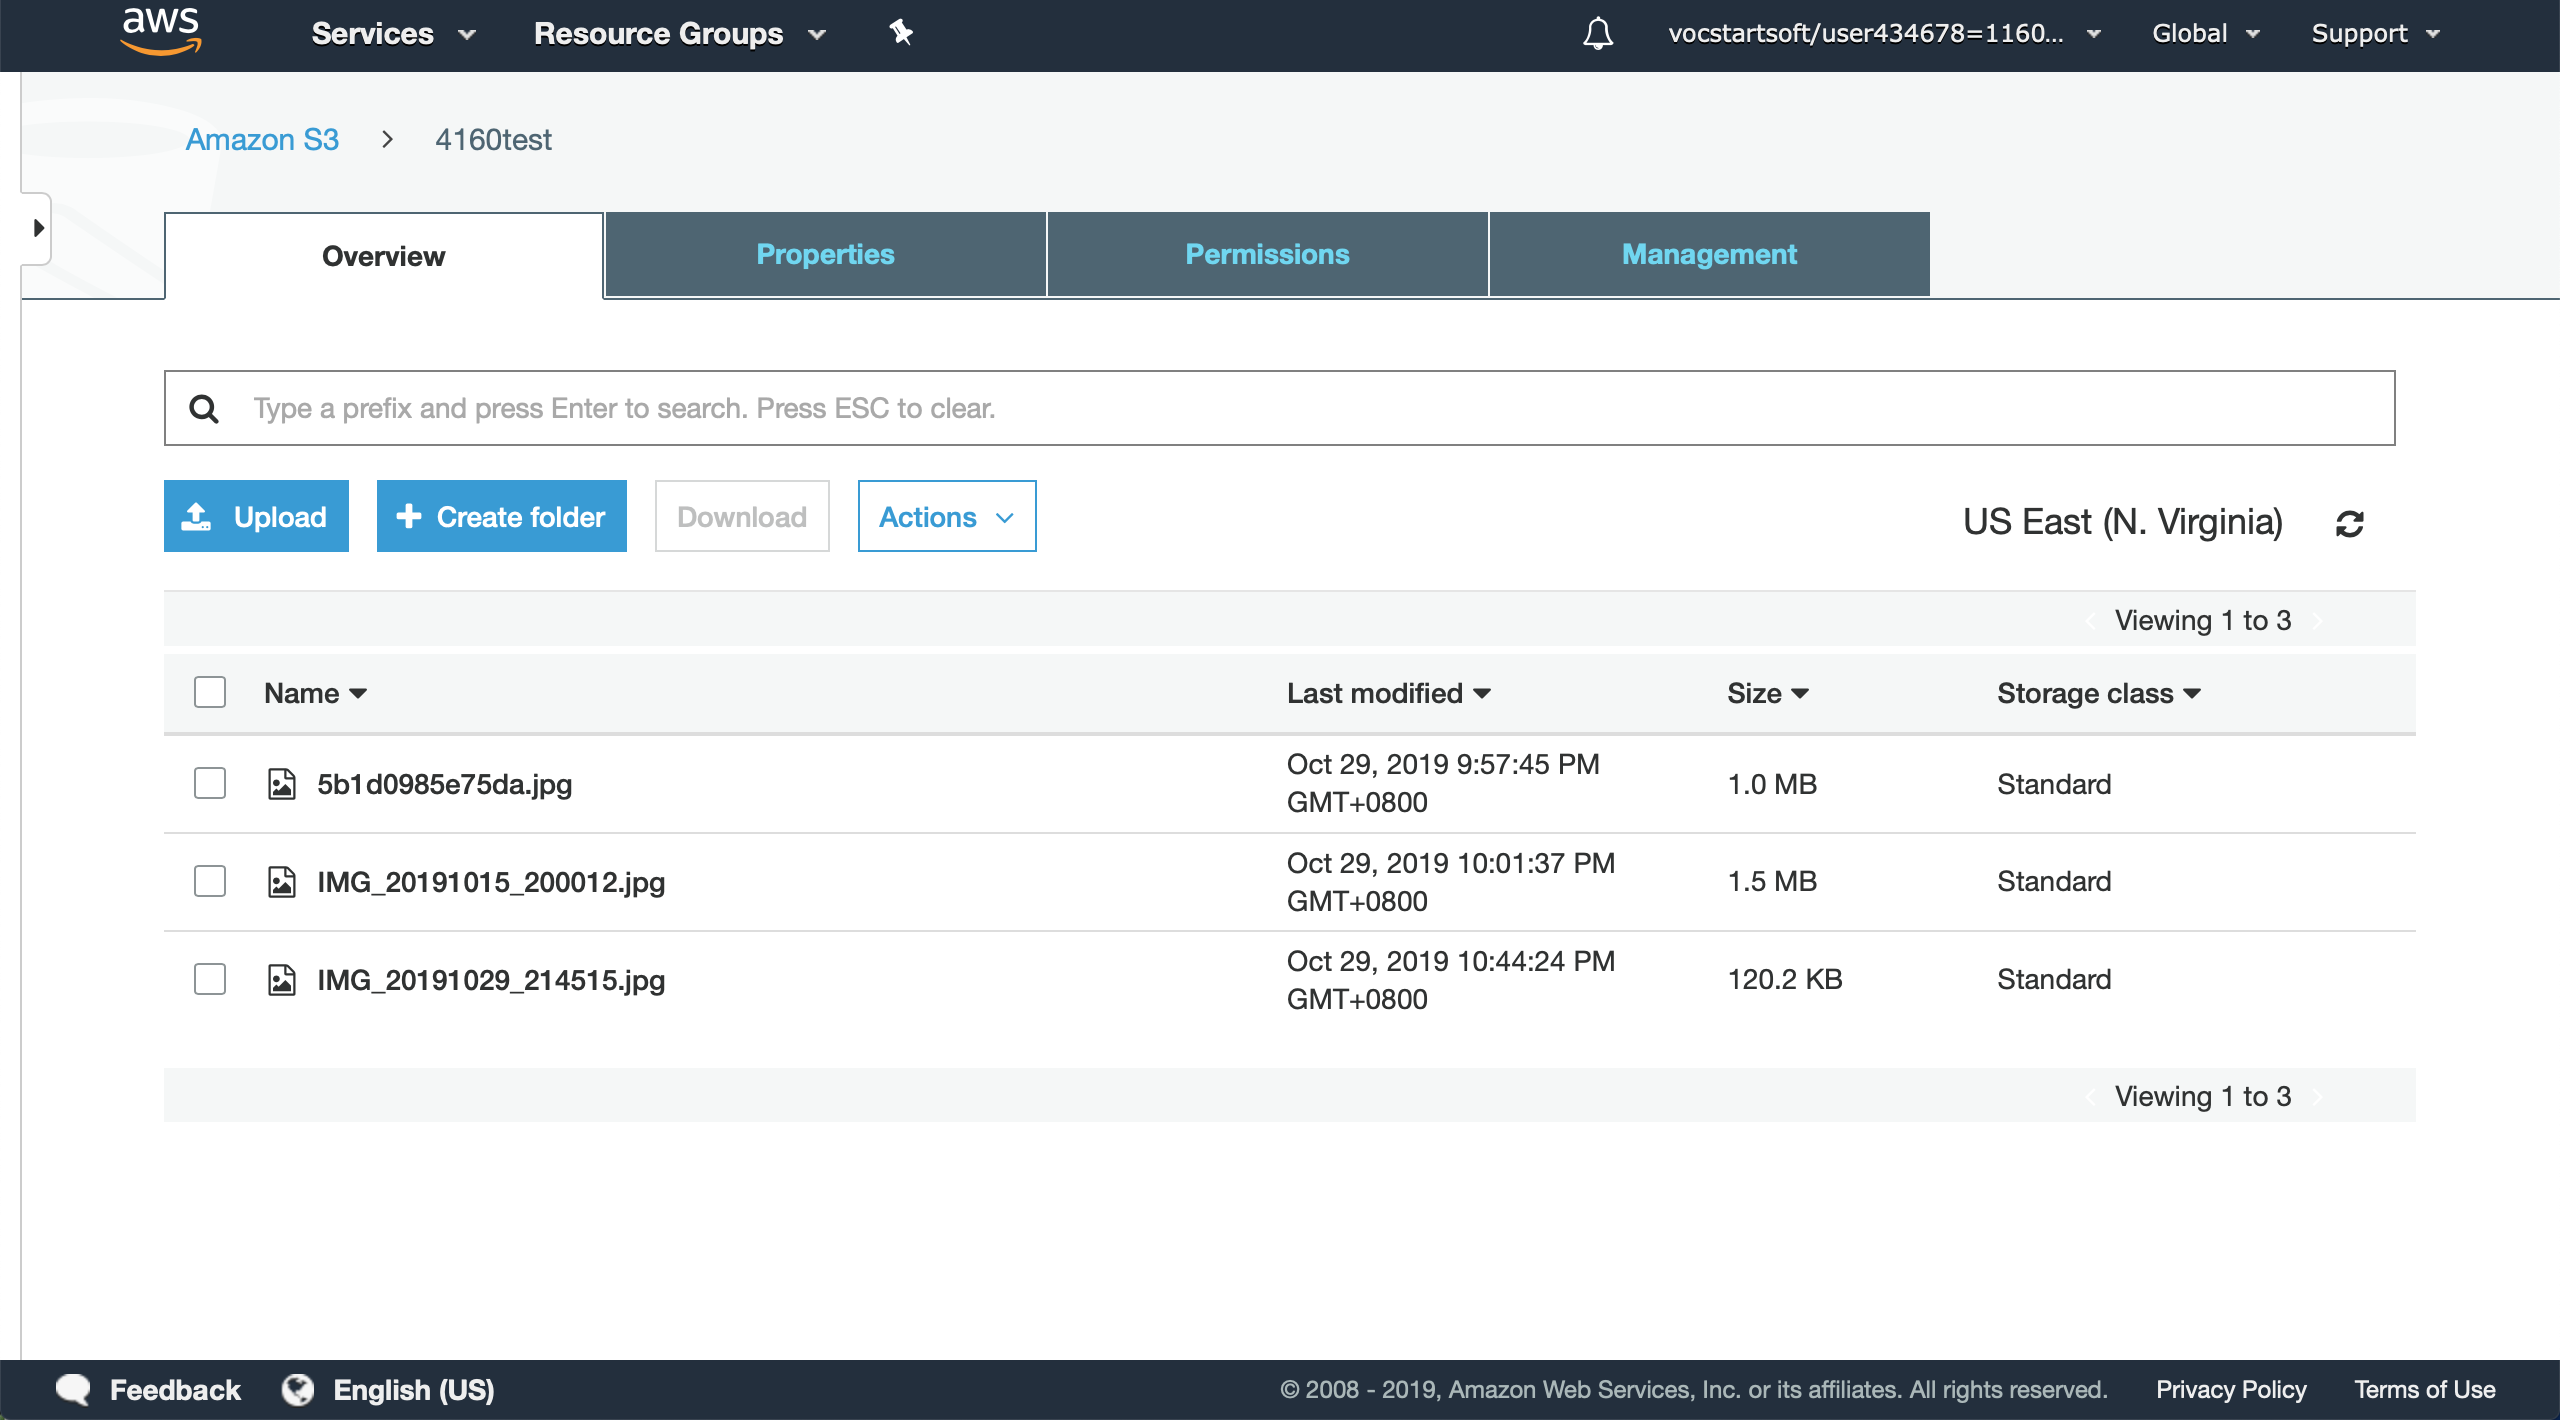 aws Services Resource Groups vocstartsoft/user434678=1160... Global Support
Amazon S3 > 4160test
Overview Properties Permissions Management
Type a prefix and press Enter to search. Press ESC to clear.
Upload Create folder Download Actions US East (N. Virginia)
Viewing 1 to 3
Name Last modified Size Storage class
5b1d0985e75da.jpg Oct 29, 2019 9:57:45 PM GMT+0800 1.0 MB Standard
IMG_20191015_200012.jpg Oct 29, 2019 10:01:37 PM GMT+0800 1.5 MB Standard
IMG_20191029_214515.jpg Oct 29, 2019 10:44:24 PM GMT+0800 120.2 KB Standard
Viewing 1 to 3
Feedback English (US) © 2008 - 2019, Amazon Web Services, Inc. or its affiliates. All rights reserved. Privacy Policy Terms of Use